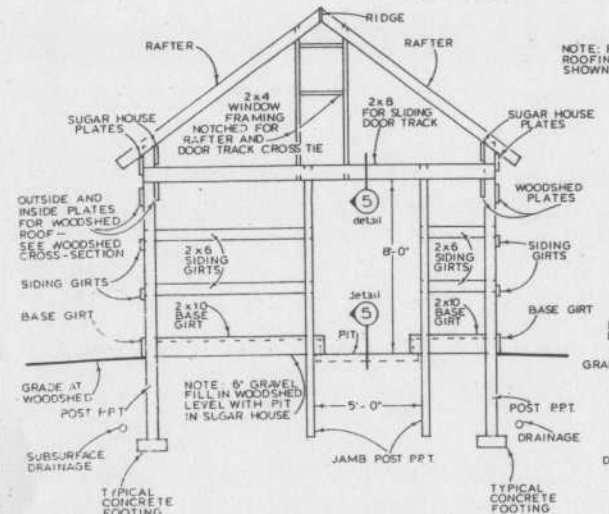 RIDGE
RAFTER
RAFTER
NOTE:
ROOFIN
SHOWN
2x4
WINDOW
FRAMING
NOTCHED FOR
RAFTER AND
DOOR TRACK CROSS TIE
2x8
FOR SLIDING
DOOR TRACK
SUGAR HOUSE
PLATES
SUGAR HOUSE
PLATES
OUTSIDE AND
INSIDE PLATES
FOR WOODSHED
ROOF—
SEE WOODSHED
CROSS-SECTION
WOODSHED
PLATES
5
detail
8'-0"
2x6
SIDING
GIRTS
2x6
SIDING
GIRTS
SIDING
GIRTS
SIDING GIRTS
detail
5
2x10
BASE
GIRT
2x10
BASE
GIRT
BASE GIRT
BASE GIRT
PIT
GRADE AT
WOODSHED
GRA
NOTE: 6" GRAVEL
FILL IN WOODSHED
LEVEL WITH PIT
IN SUGAR HOUSE
5'-0"
POST P.P.T.
POST P.P.T.
SUBSURFACE
DRAINAGE
DRAINAGE
JAMB POST P.P.T.
D
TYPICAL
CONCRETE
FOOTING
TYPICAL
CONCRETE
FOOTING